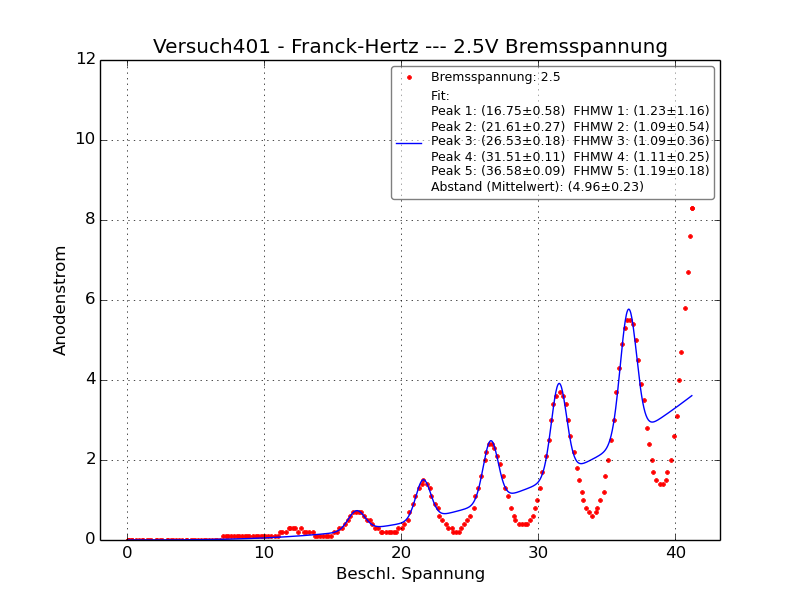 Versuch401 - Franck-Hertz --- 2.5V Bremsspannung
12
10
8
6
4
2
0
Anodenstrom
Bremsspannung: 2.5
Fit:
Peak 1: (16.75±0.58)  FHMW 1: (1.23±1.16)
Peak 2: (21.61±0.27)  FHMW 2: (1.09±0.54)
Peak 3: (26.53±0.18)  FHMW 3: (1.09±0.36)
Peak 4: (31.51±0.11)  FHMW 4: (1.11±0.25)
Peak 5: (36.58±0.09)  FHMW 5: (1.19±0.18)
Abstand (Mittelwert): (4.96±0.23)
0 10 20 30 40
Beschl. Spannung